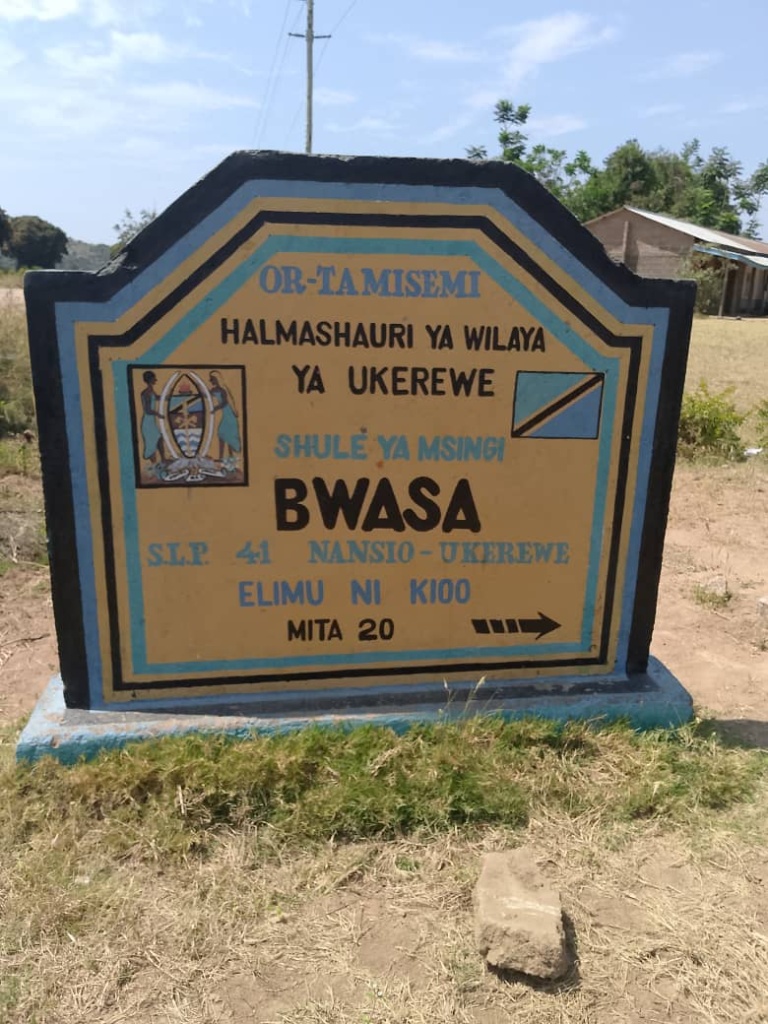 OR-TAMISEMI
HALMASHAURI YA WILAYA
YA UKEREWE
SHULE YA MSINGI
BWASA
S.L.P. 41 NANSIO - UKEREWE
ELIMU NI KIOO
MITA 20